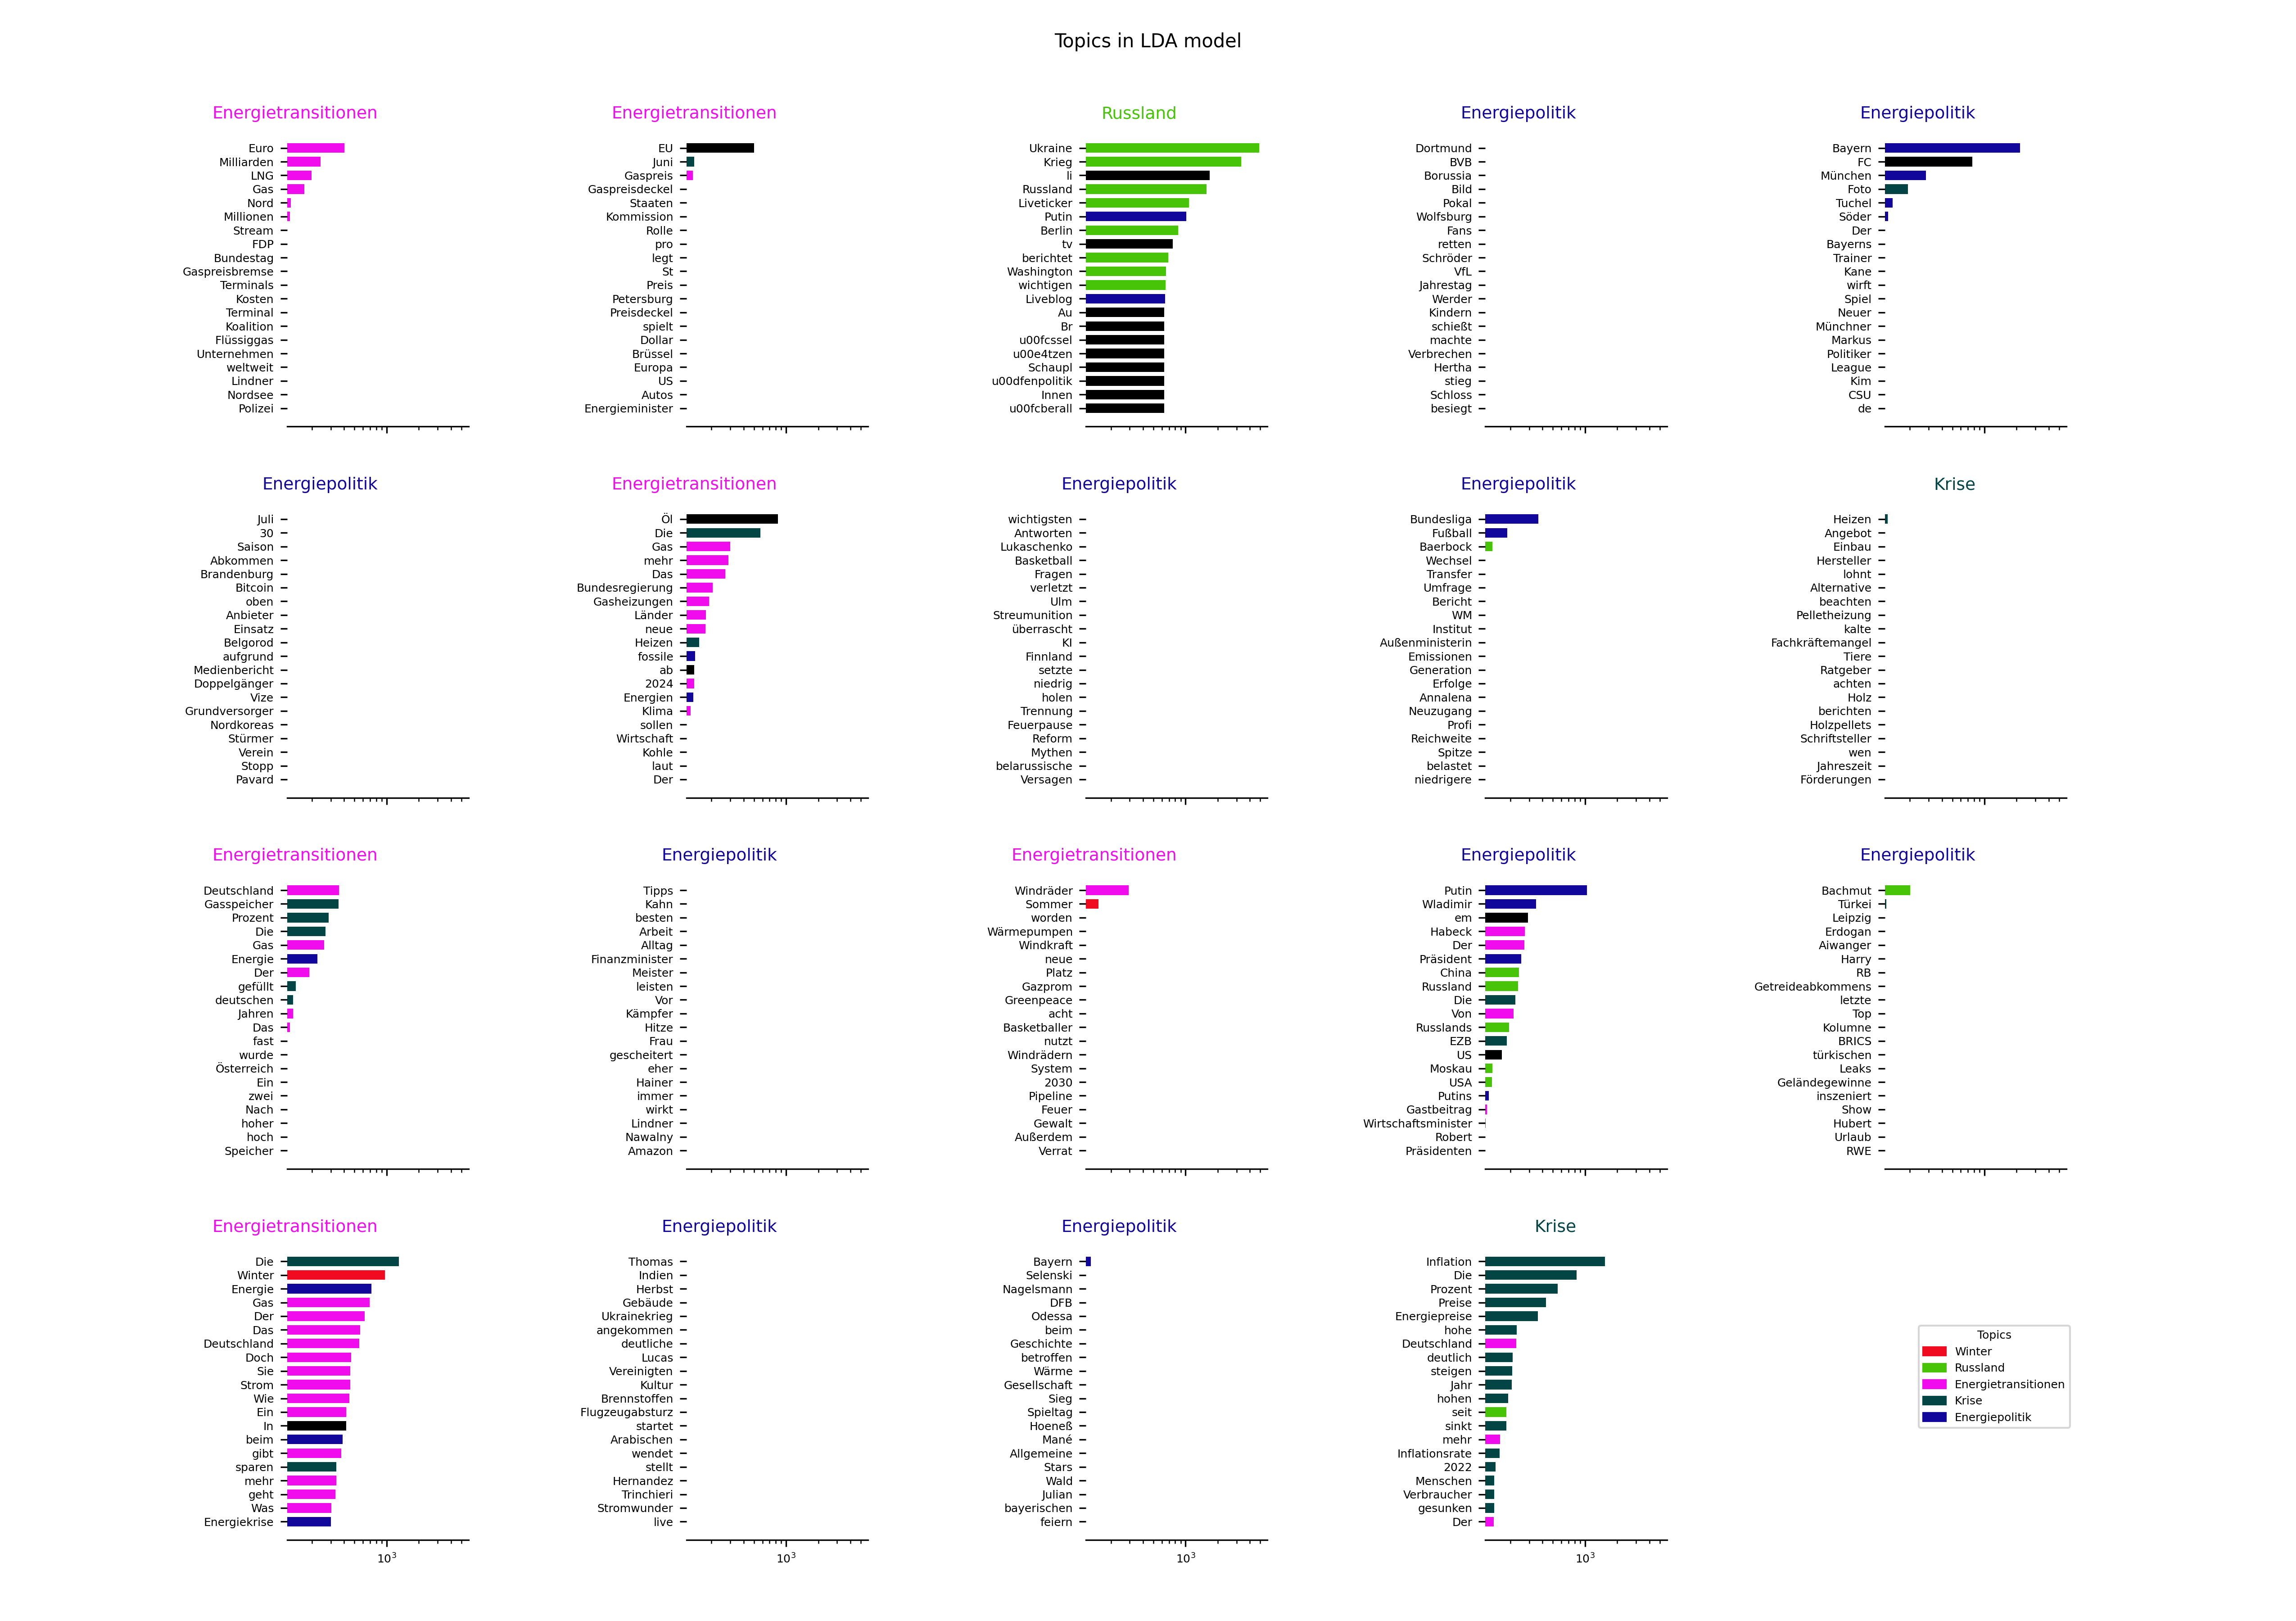 Topics in LDA model
Energietransitionen
Euro
Milliarden
LNG
Gas
Nord
Millionen
Stream
FDP
Bundestag
Gaspreisbremse
Terminals
Kosten
Terminal
Koalition
Flüssiggas
Unternehmen
weltweit
Lindner
Nordsee
Polizei
Energietransitionen
EU
Juni
Gaspreis
Gaspreisdeckel
Staaten
Kommission
Rolle
pro
legt
St
Preis
Petersburg
Preisdeckel
spielt
Dollar
Brüssel
Europa
US
Autos
Energieminister
Russland
Ukraine
Krieg
li
Russland
Liveticker
Putin
Berlin
tv
berichtet
Washington
wichtigen
Liveblog
Au
Br
u00fcssel
u00e4tzen
Schaupl
u00dfenpolitik
Innen
u00fcberall
Energiepolitik
Dortmund
BVB
Borussia
Bild
Pokal
Wolfsburg
Fans
retten
Schröder
VfL
Jahrestag
Werder
Kindern
schießt
machte
Verbrechen
Hertha
stieg
Schloss
besiegt
Energiepolitik
Bayern
FC
München
Foto
Tuchel
Söder
Der
Bayerns
Trainer
Kane
wirft
Spiel
Neuer
Münchner
Markus
Politiker
League
Kim
CSU
de
Energiepolitik
Juli
30
Saison
Abkommen
Brandenburg
Bitcoin
oben
Anbieter
Einsatz
Belgorod
aufgrund
Medienbericht
Doppelgänger
Vize
Grundversorger
Nordkoreas
Stürmer
Verein
Stopp
Pavard
Energietransitionen
Öl
Die
Gas
mehr
Das
Bundesregierung
Gasheizungen
Länder
neue
Heizen
fossile
ab
2024
Energien
Klima
sollen
Wirtschaft
Kohle
laut
Der
Energiepolitik
wichtigsten
Antworten
Lukaschenko
Basketball
Fragen
verletzt
Ulm
Streumunition
überrascht
KI
Finnland
setzte
niedrig
holen
Trennung
Feuerpause
Reform
Mythen
belarussische
Versagen
Energiepolitik
Bundesliga
Fußball
Baerbock
Wechsel
Transfer
Umfrage
Bericht
WM
Institut
Außenministerin
Emissionen
Generation
Erfolge
Annalena
Neuzugang
Profi
Reichweite
Spitze
belastet
niedrigere
Krise
Heizen
Angebot
Einbau
Hersteller
lohnt
Alternative
beachten
Pelletheizung
kalte
Fachkräftemangel
Tiere
Ratgeber
achten
Holz
berichten
Holzpellets
Schriftsteller
wen
Jahreszeit
Förderungen
Energietransitionen
Deutschland
Gasspeicher
Prozent
Die
Gas
Energie
Der
gefüllt
deutschen
Jahren
Das
fast
wurde
Österreich
Ein
zwei
Nach
hoher
hoch
Speicher
Energiepolitik
Tipps
Kahn
besten
Arbeit
Alltag
Finanzminister
Meister
leisten
Vor
Kämpfer
Hitze
Frau
gescheitert
eher
Hainer
immer
wirkt
Lindner
Nawalny
Amazon
Energietransitionen
Windräder
Sommer
worden
Wärmepumpen
Windkraft
neue
Platz
Gazprom
Greenpeace
acht
Basketballer
nutzt
Windrädern
System
2030
Pipeline
Feuer
Gewalt
Außerdem
Verrat
Energiepolitik
Putin
Wladimir
em
Habeck
Der
Präsident
China
Russland
Die
Von
Russlands
EZB
US
Moskau
USA
Putins
Gastbeitrag
Wirtschaftsminister
Robert
Präsidenten
Energiepolitik
Bachmut
Türkei
Leipzig
Erdogan
Aiwanger
Harry
RB
Getreideabkommens
letzte
Top
Kolumne
BRICS
türkischen
Leaks
Geländegewinne
inszeniert
Show
Hubert
Urlaub
RWE
Energietransitionen
Die
Winter
Energie
Gas
Der
Das
Deutschland
Doch
Sie
Strom
Wie
Ein
In
beim
gibt
sparen
mehr
geht
Was
Energiekrise
10³
Energiepolitik
Thomas
Indien
Herbst
Gebäude
Ukrainekrieg
angekommen
deutliche
Lucas
Vereinigten
Kultur
Brennstoffen
Flugzeugabsturz
startet
Arabischen
wendet
stellt
Hernandez
Trinchieri
Stromwunder
live
10³
Energiepolitik
Bayern
Selenski
Nagelsmann
DFB
Odessa
beim
Geschichte
betroffen
Wärme
Gesellschaft
Sieg
Spieltag
Hoeneß
Mané
Allgemeine
Stars
Wald
Julian
bayerischen
feiern
10³
Krise
Inflation
Die
Prozent
Preise
Energiepreise
hohe
Deutschland
deutlich
steigen
Jahr
hohen
seit
sinkt
mehr
Inflationsrate
2022
Menschen
Verbraucher
gesunken
Der
10³
Topics
Winter
Russland
Energietransitionen
Krise
Energiepolitik